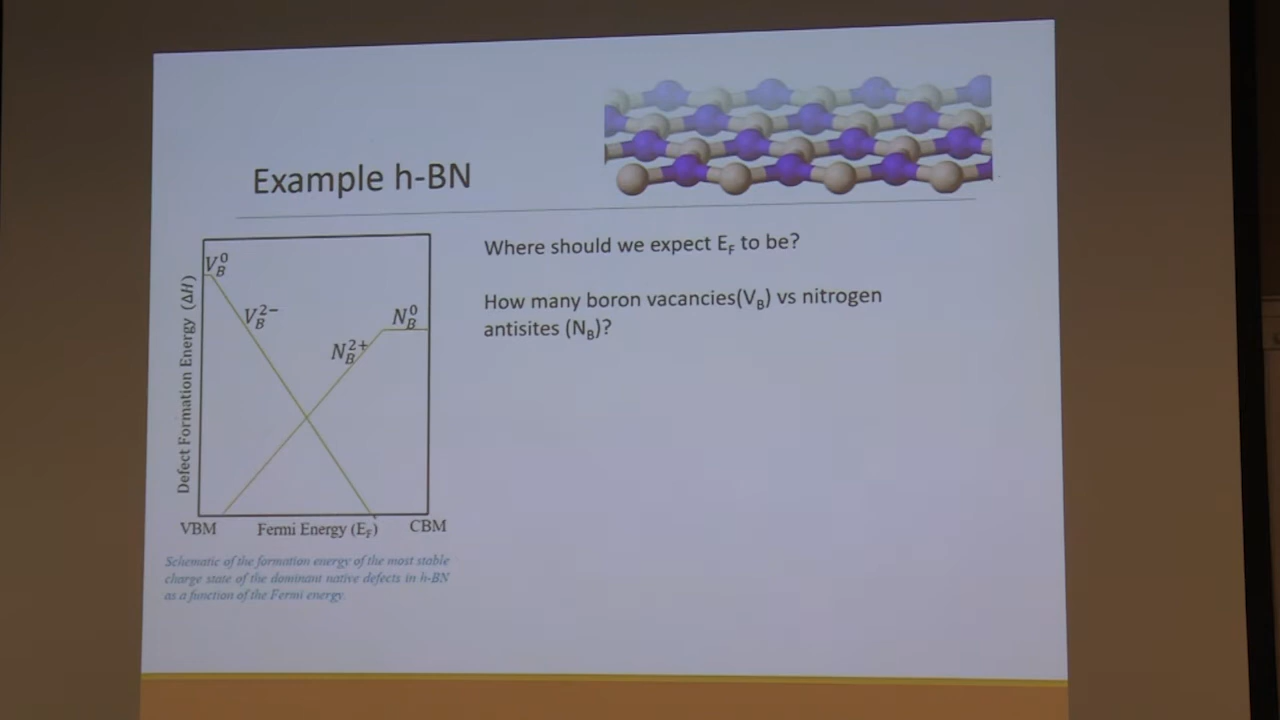 Example h-BN
Where should we expect E_F to be?
How many boron vacancies(V_B) vs nitrogen
antisites (N_B)?
Defect Formation Energy (ΔH)
V_B^0
V_B^{2−}
N_B^0
N_B^{2+}
VBM
Fermi Energy (E_F)
CBM
Schematic of the formation energy of the most stable
charge state of the dominant native defects in h-BN
as a function of the Fermi energy.